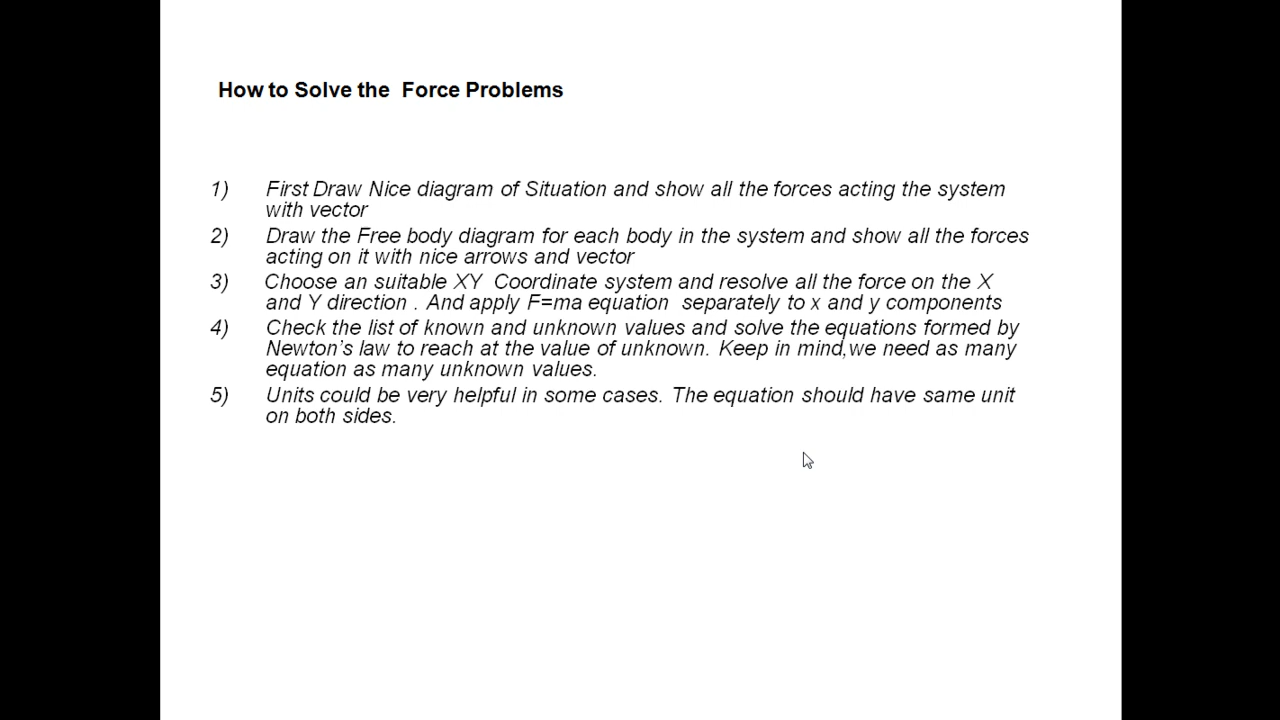 How to Solve the  Force Problems
1) First Draw Nice diagram of Situation and show all the forces acting the system
with vector
2) Draw the Free body diagram for each body in the system and show all the forces
acting on it with nice arrows and vector
3) Choose an suitable XY  Coordinate system and resolve all the force on the X
and Y direction . And apply F=ma equation  separately to x and y components
4) Check the list of known and unknown values and solve the equations formed by
Newton’s law to reach at the value of unknown. Keep in mind,we need as many
equation as many unknown values.
5) Units could be very helpful in some cases. The equation should have same unit
on both sides.